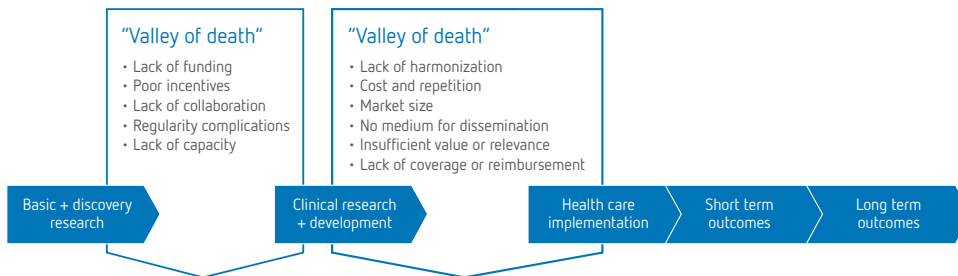 "Valley of death"
• Lack of funding
• Poor incentives
• Lack of collaboration
• Regularity complications
• Lack of capacity
"Valley of death"
• Lack of harmonization
• Cost and repetition
• Market size
• No medium for dissemination
• Insufficient value or relevance
• Lack of coverage or reimbursement
Basic + discovery
research
Clinical research
+ development
Health care
implementation
Short term
outcomes
Long term
outcomes